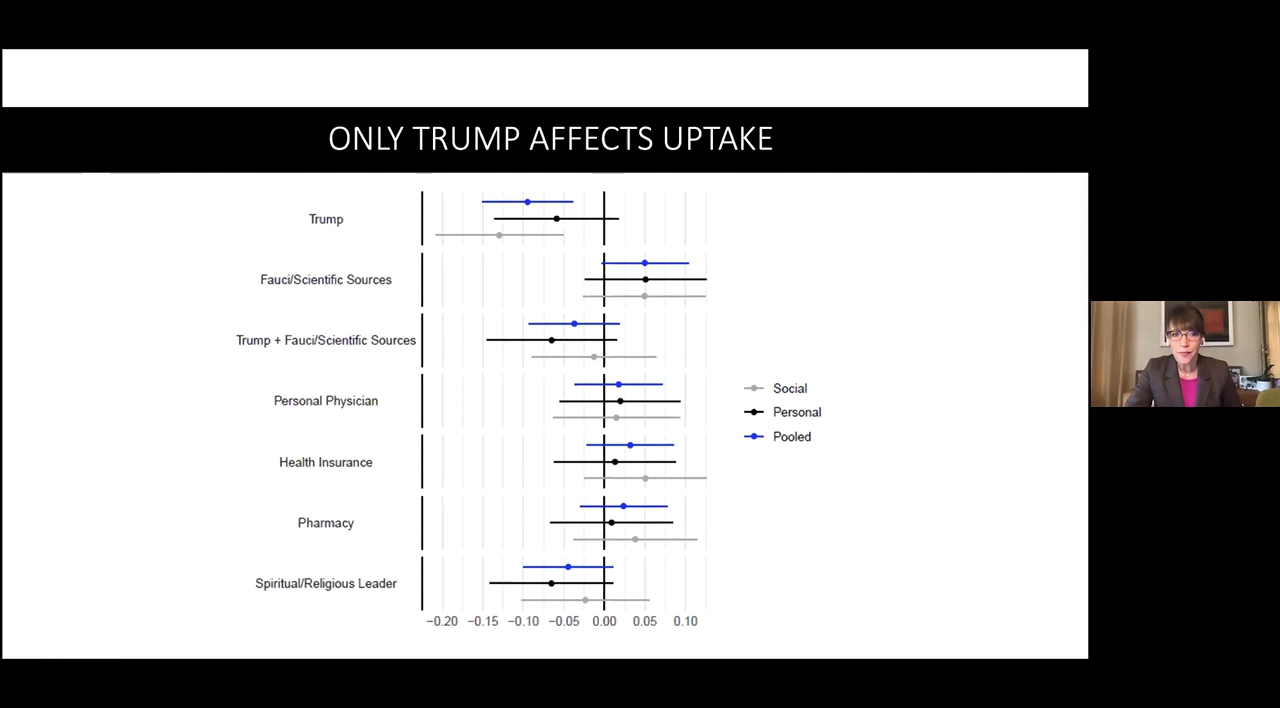 ONLY TRUMP AFFECTS UPTAKE
Trump
Fauci/Scientific Sources
Trump + Fauci/Scientific Sources
Personal Physician
Health Insurance
Pharmacy
Spiritual/Religious Leader
−0.20 −0.15 −0.10 −0.05 0.00 0.05 0.10
Social
Personal
Pooled